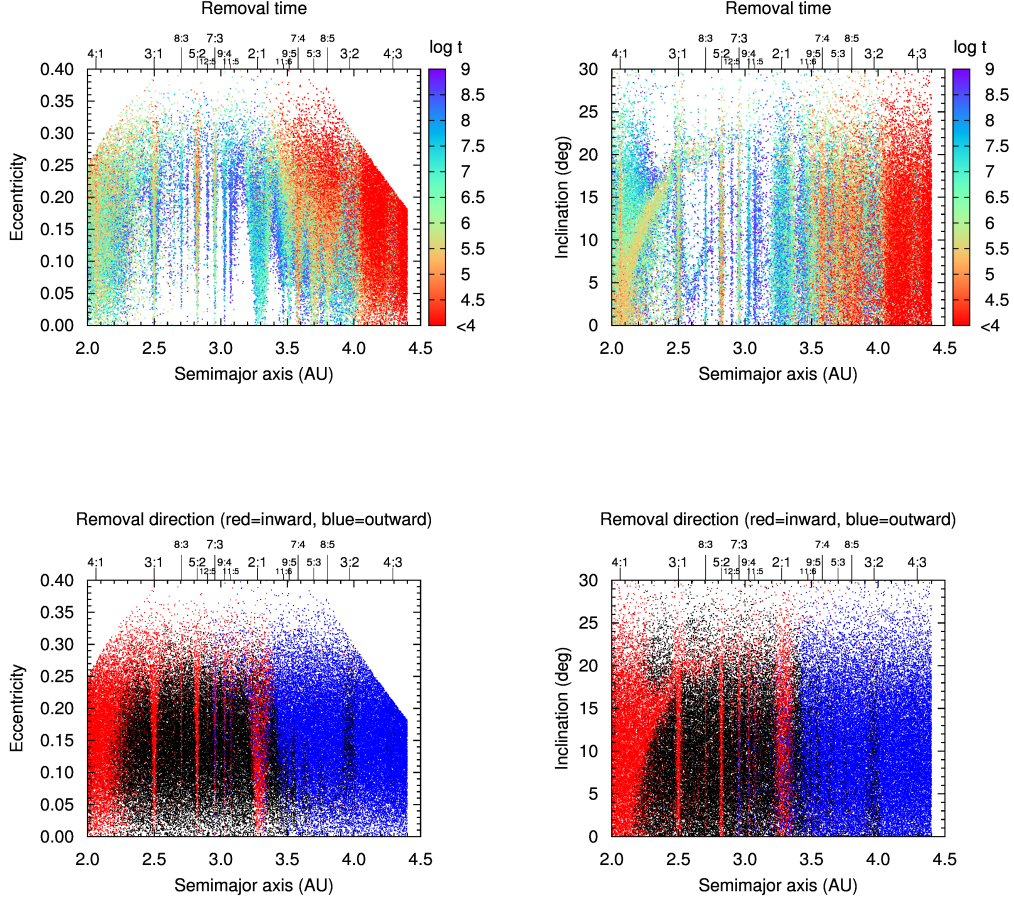 Removal time
8:3 7:3 7:4 8:5
4:1 3:1 5:2 12:5 9:4 11:5 2:1 11:6 9:5 5:3 3:2 4:3
log t
0.40
0.35
0.30
0.25
0.20
0.15
0.10
0.05
0.00
Eccentricity
2.0 2.5 3.0 3.5 4.0 4.5
Semimajor axis (AU)
9
8.5
8
7.5
7
6.5
6
5.5
5
4.5
<4
Removal time
8:3 7:3 7:4 8:5
4:1 3:1 5:2 12:5 9:4 11:5 2:1 11:6 9:5 5:3 3:2 4:3
log t
30
25
20
15
10
5
0
Inclination (deg)
2.0 2.5 3.0 3.5 4.0 4.5
Semimajor axis (AU)
9
8.5
8
7.5
7
6.5
6
5.5
5
4.5
<4
Removal direction (red=inward, blue=outward)
8:3 7:3 7:4 8:5
4:1 3:1 5:2 12:5 9:4 11:5 2:1 11:6 9:5 5:3 3:2 4:3
0.40
0.35
0.30
0.25
0.20
0.15
0.10
0.05
0.00
Eccentricity
2.0 2.5 3.0 3.5 4.0 4.5
Semimajor axis (AU)
Removal direction (red=inward, blue=outward)
8:3 7:3 7:4 8:5
4:1 3:1 5:2 12:5 9:4 11:5 2:1 11:6 9:5 5:3 3:2 4:3
30
25
20
15
10
5
0
Inclination (deg)
2.0 2.5 3.0 3.5 4.0 4.5
Semimajor axis (AU)